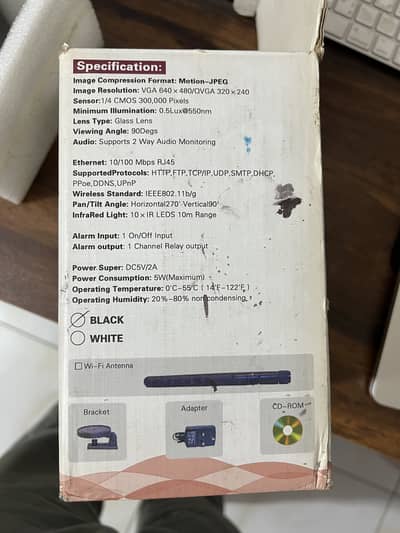 Specification:
Image Compression Format: Motion-JPEG
Image Resolution: VGA 640×480/QVGA 320×240
Sensor:1/4 CMOS 300,000 Pixels
Minimum Illumination: 0.5Lux@550nm
Lens Type: Glass Lens
Viewing Angle: 90Degs
Audio: Supports 2 Way Audio Monitoring
Ethernet: 10/100 Mbps RJ45
SupportedProtocols: HTTP,FTP,TCP/IP,UDP,SMTP,DHCP,
PPoe,DDNS,UPnP
Wireless Standard: IEEE802.11b/g
Pan/Tilt Angle: Horizontal270° Vertical90°
InfraRed Light: 10×IR LEDS 10m Range
Alarm Input: 1 On/Off Input
Alarm output: 1 Channel Relay output
Power Super: DC5V/2A
Power Consumption: 5W(Maximum)
Operating Temperature: 0°C-55°C ( 14°F-122°F )
Operating Humidity: 20%-80% noncondensing
BLACK
WHITE
Wi-Fi Antenna
Bracket
Adapter
CD-ROM